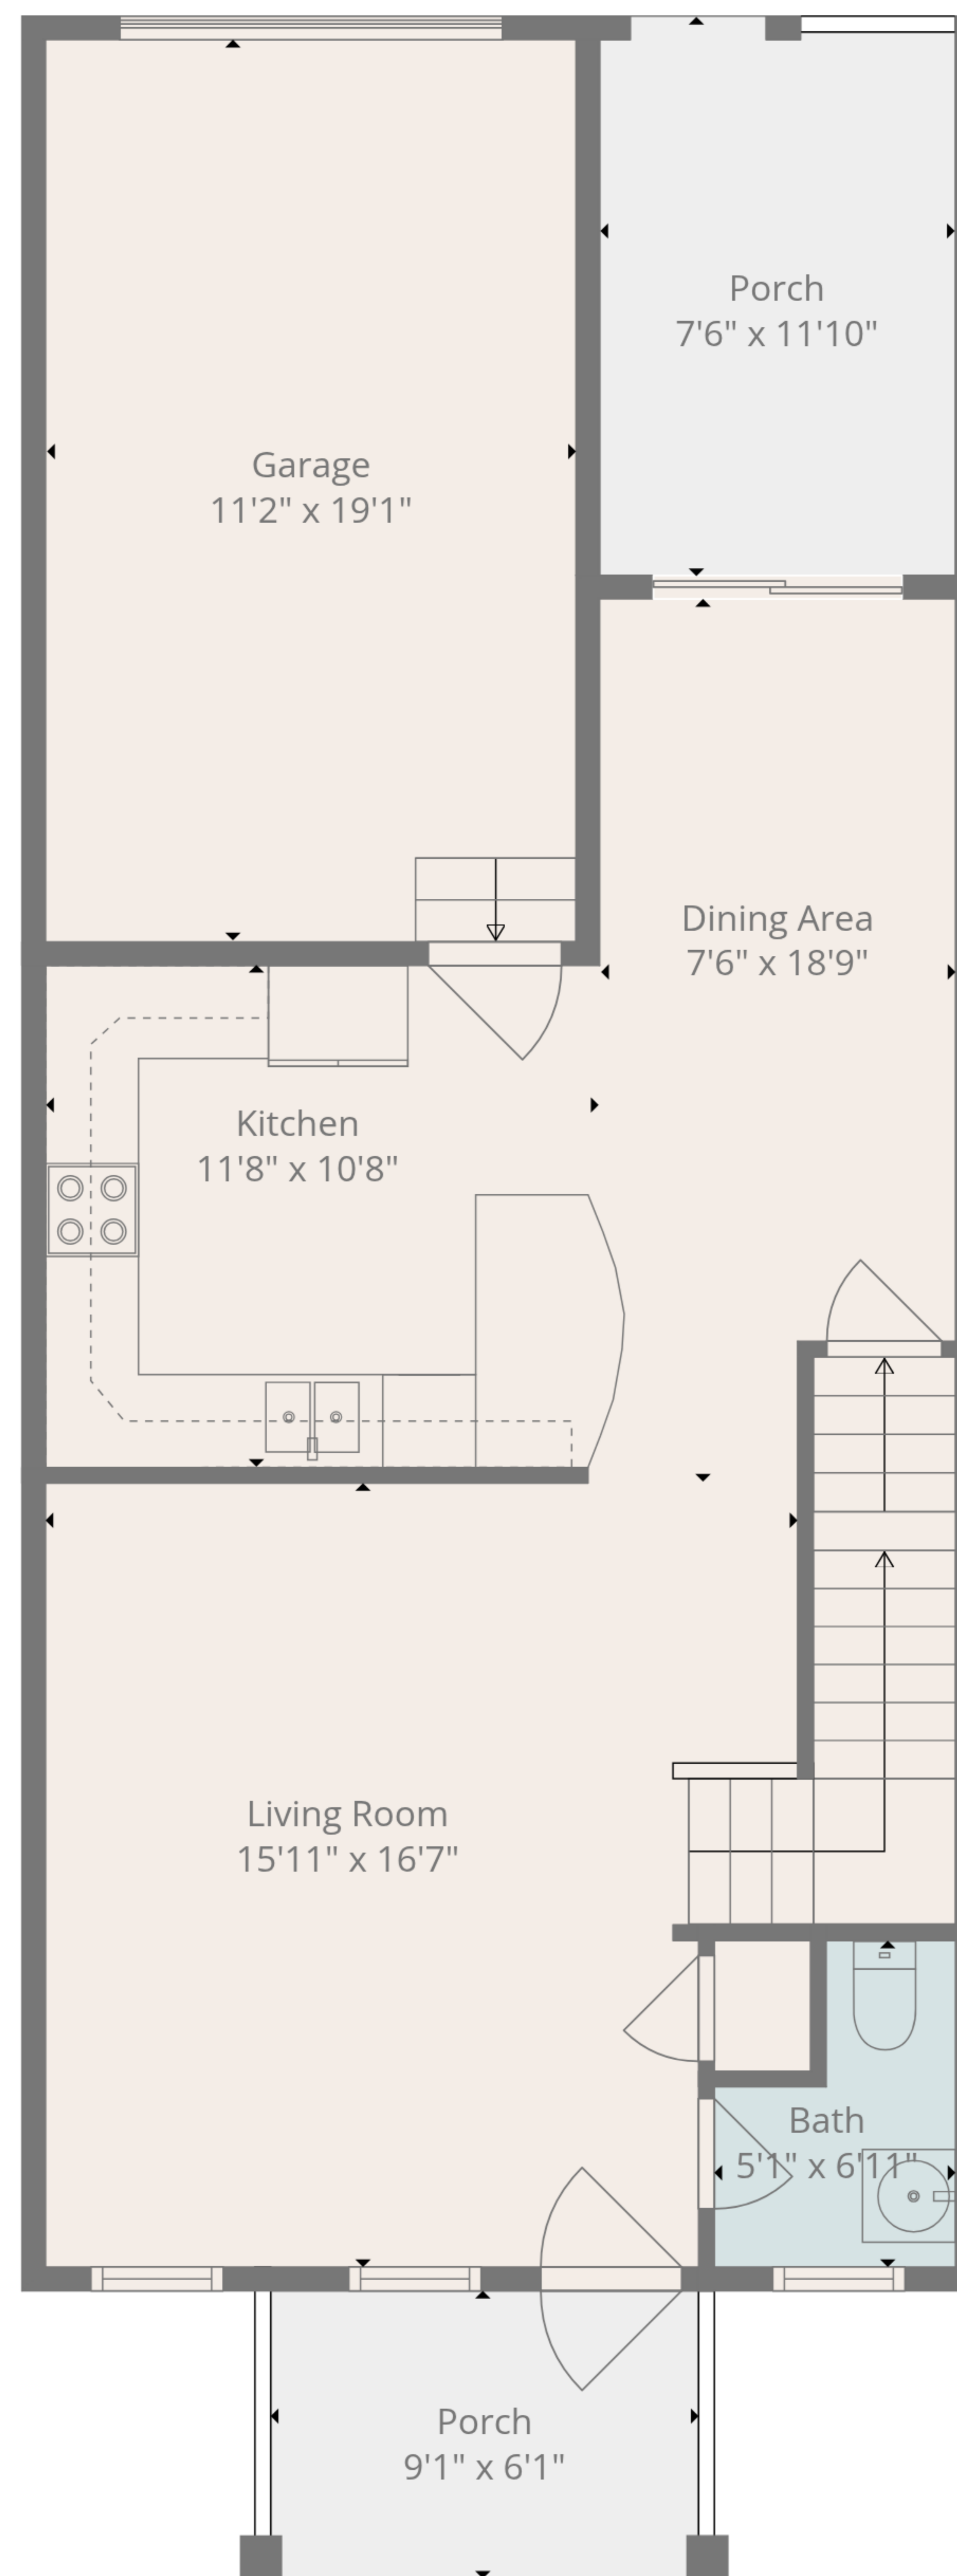 Porch
7'6" x 11'10"
Garage
11'2" x 19'1"
Dining Area
7'6" x 18'9"
Kitchen
11'8" x 10'8"
Living Room
15'11" x 16'7"
Bath
5'1" x 6'11"
Porch
9'1" x 6'1"